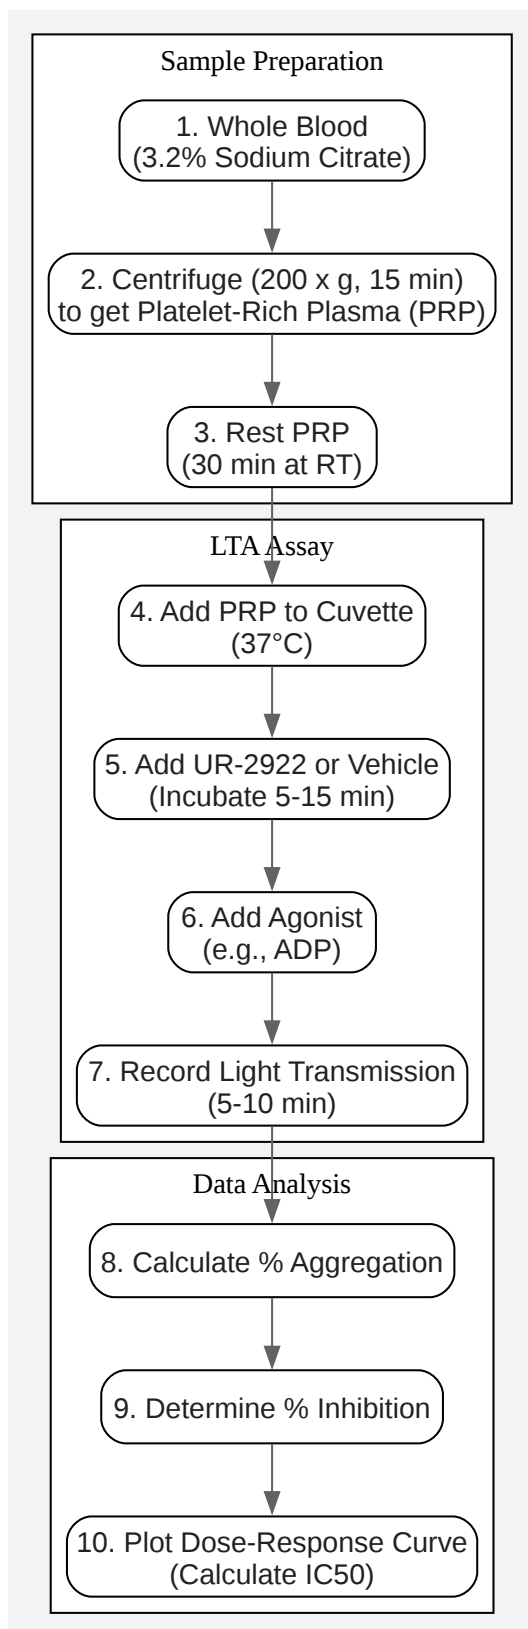 Sample Preparation
1. Whole Blood
(3.2% Sodium Citrate)
2. Centrifuge (200 x g, 15 min)
to get Platelet-Rich Plasma (PRP)
3. Rest PRP
(30 min at RT)
LTA Assay
4. Add PRP to Cuvette
(37°C)
5. Add UR-2922 or Vehicle
(Incubate 5-15 min)
6. Add Agonist
(e.g., ADP)
7. Record Light Transmission
(5-10 min)
Data Analysis
8. Calculate % Aggregation
9. Determine % Inhibition
10. Plot Dose-Response Curve
(Calculate IC50)